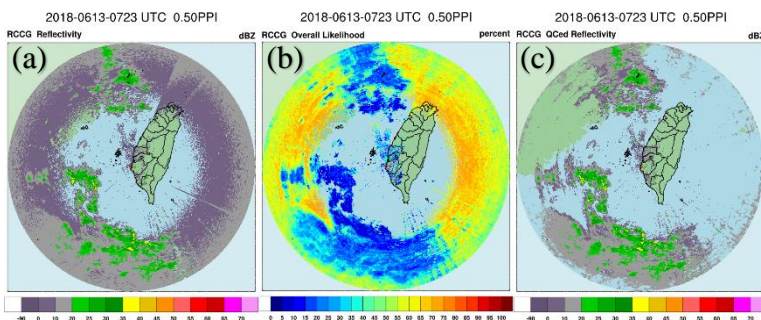 2018-0613-0723 UTC 0.50PPI
RCCG Reflectivity dBZ
(a)
-90 0 10 20 25 30 35 40 45 50 55 60 65 70
2018-0613-0723 UTC 0.50PPI
RCCG Overall Likelihood percent
(b)
0 5 10 15 20 25 30 35 40 45 50 55 60 65 70 75 80 85 90 95 100
2018-0613-0723 UTC 0.50PPI
RCCG QCed Reflectivity dBZ
(c)
-90 0 10 20 25 30 35 40 45 50 55 60 65 70